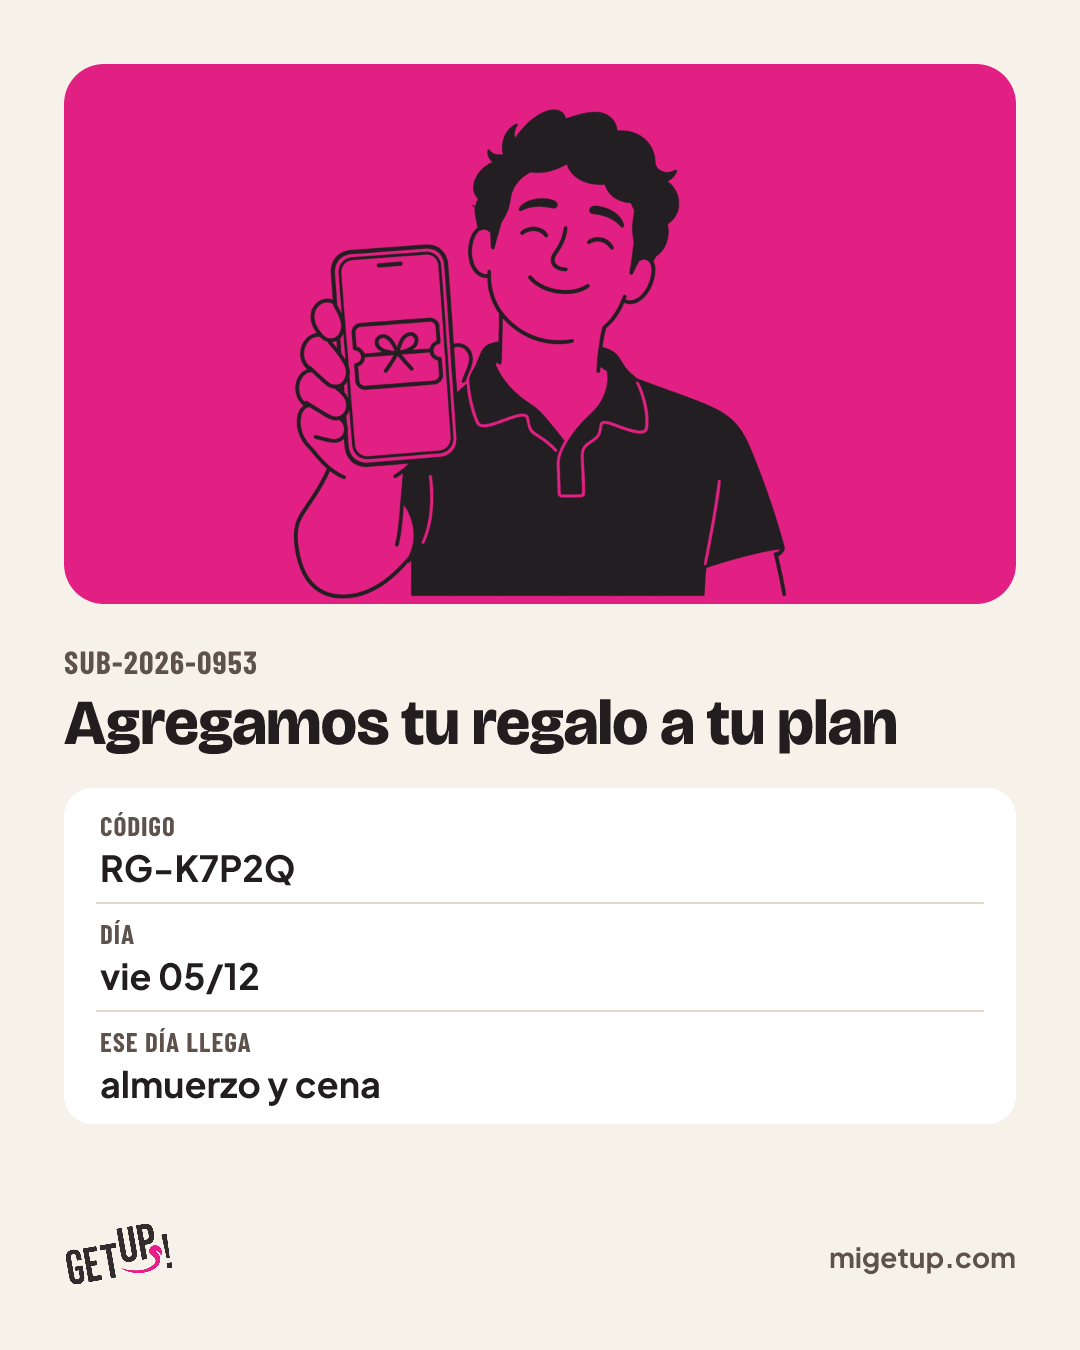 SUB-2026-0953
Agregamos tu regalo a tu plan
CÓDIGO
RG-K7P2Q
DÍA
vie 05/12
ESE DÍA LLEGA
almuerzo y cena
GETUP!
migetup.com